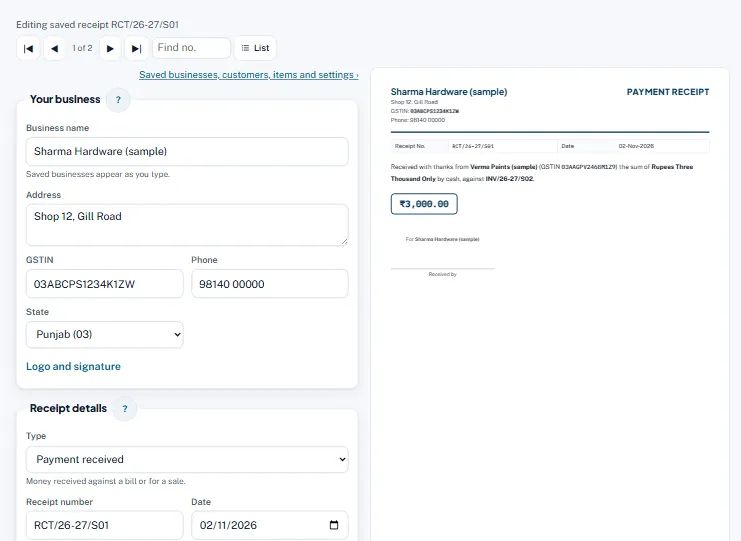 Editing saved receipt RCT/26-27/S01
1 of 2
Find no.
List
Saved businesses, customers, items and settings ›
Your business ?
Business name
Sharma Hardware (sample)
Saved businesses appear as you type.
Address
Shop 12, Gill Road
GSTIN Phone
03ABCPS1234K1ZW 98140 00000
State
Punjab (03)
Logo and signature
Receipt details ?
Type
Payment received
Money received against a bill or for a sale.
Receipt number Date
RCT/26-27/S01 02/11/2026
Sharma Hardware (sample) PAYMENT RECEIPT
Shop 12, Gill Road
GSTIN: 03ABCPS1234K1ZW
Phone: 98140 00000
Receipt No. RCT/26-27/S01 Date 02-Nov-2026
Received with thanks from Verma Paints (sample) (GSTIN 03AAGPV2468M1Z9) the sum of Rupees Three
Thousand Only by cash, against INV/26-27/S02.
₹3,000.00
For Sharma Hardware (sample)
Received by